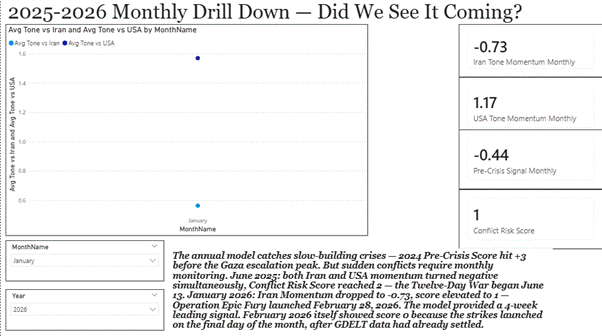 2025-2026 Monthly Drill Down — Did We See It Coming?
Avg Tone vs Iran and Avg Tone vs USA by MonthName
Avg Tone vs Iran Avg Tone vs USA
Avg Tone vs Iran and Avg Tone vs USA
1.6
1.4
1.2
1.0
0.8
0.6
January
MonthName
-0.73
Iran Tone Momentum Monthly
1.17
USA Tone Momentum Monthly
-0.44
Pre-Crisis Signal Monthly
1
Conflict Risk Score
MonthName
January
Year
2026
The annual model catches slow-building crises — 2024 Pre-Crisis Score hit +3
before the Gaza escalation peak. But sudden conflicts require monthly
monitoring. June 2025: both Iran and USA momentum turned negative
simultaneously, Conflict Risk Score reached 2 — the Twelve-Day War began June
13. January 2026: Iran Momentum dropped to -0.73, score elevated to 1 —
Operation Epic Fury launched February 28, 2026. The model provided a 4-week
leading signal. February 2026 itself showed score 0 because the strikes launched
on the final day of the month, after GDELT data had already settled.